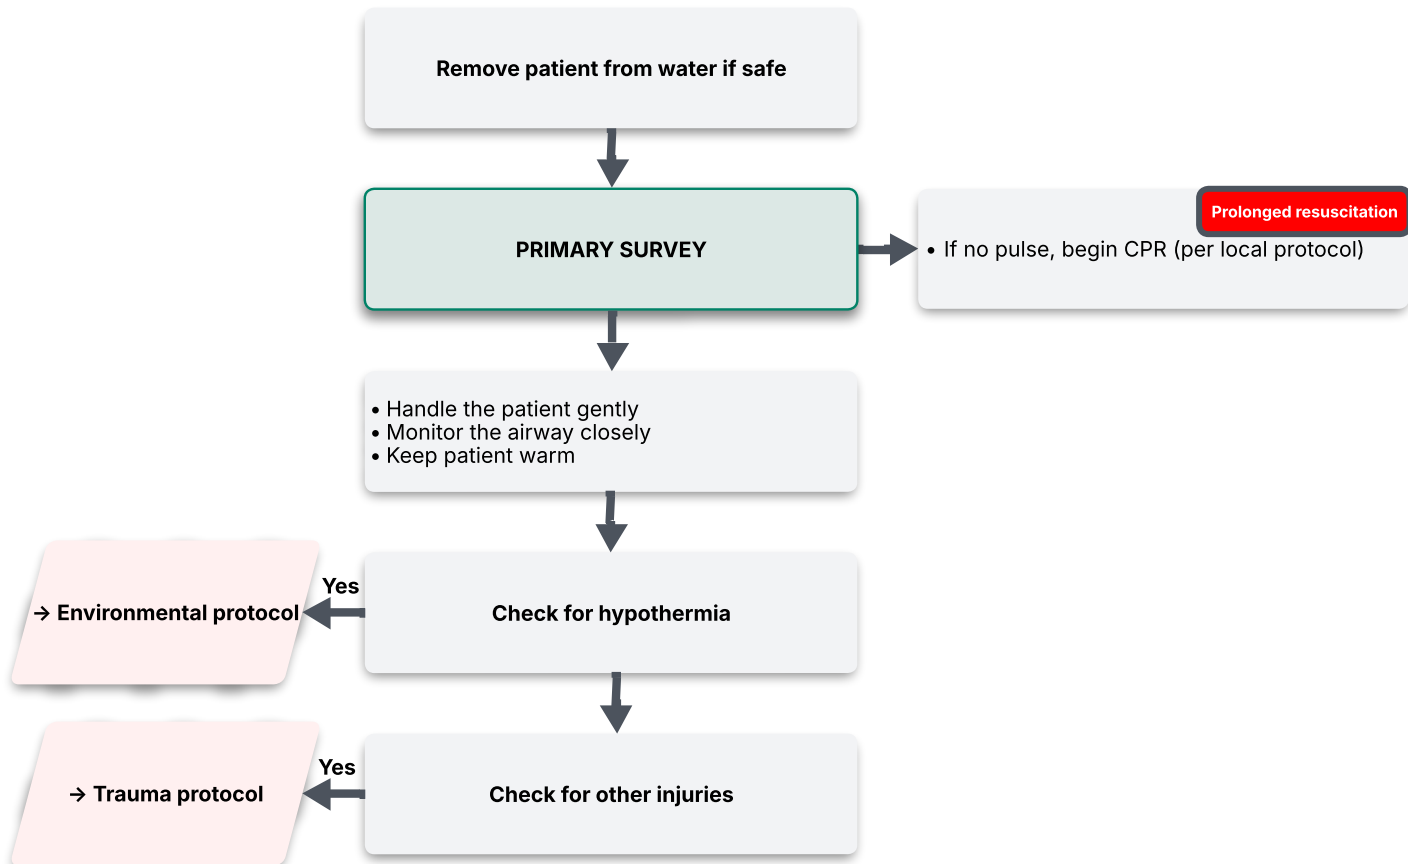 Remove patient from water if safe
PRIMARY SURVEY
Prolonged resuscitation
• If no pulse, begin CPR (per local protocol)
• Handle the patient gently
• Monitor the airway closely
• Keep patient warm
Yes
→ Environmental protocol
Check for hypothermia
Yes
→ Trauma protocol
Check for other injuries